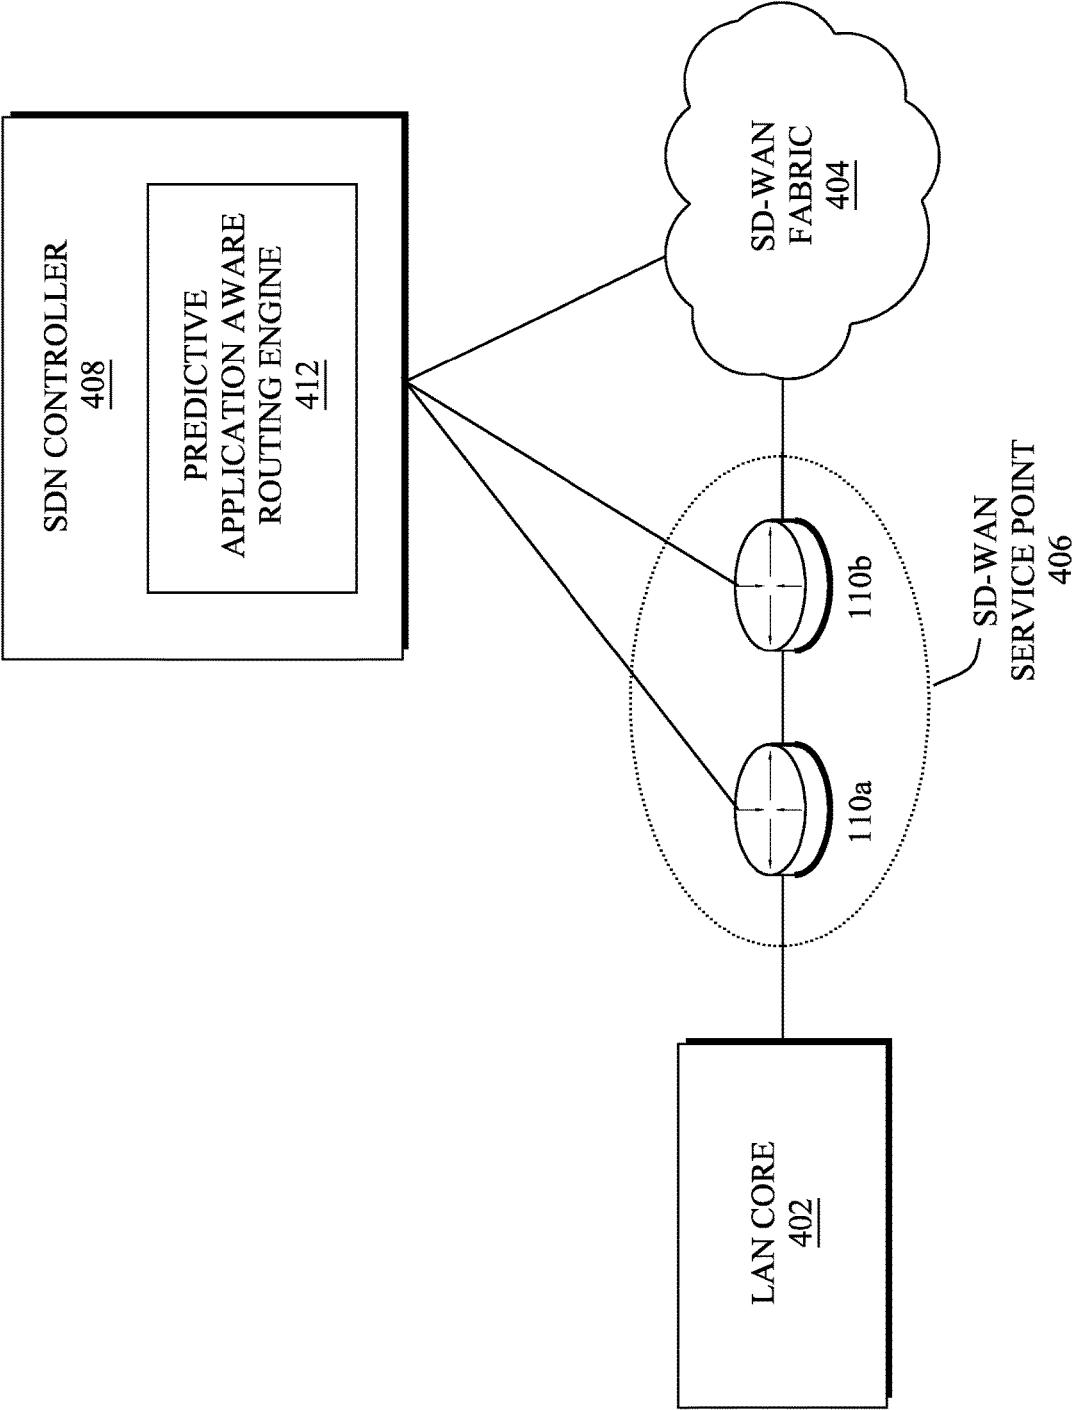 SDN CONTROLLER
408
PREDICTIVE
APPLICATION AWARE
ROUTING ENGINE
412
LAN CORE
402
110a
110b
SD-WAN
FABRIC
404
SD-WAN
SERVICE POINT
406